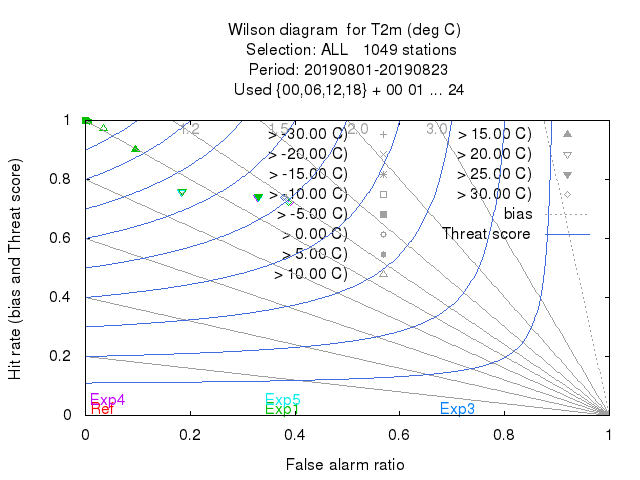 Wilson diagram  for T2m (deg C)
Selection: ALL   1049 stations
Period: 20190801-20190823
Used {00,06,12,18} + 00 01 ... 24
1
0.8
0.6
0.4
0.2
0
Hit rate (bias and Threat score)
1.2
1.5
2.0
3.0
> -30.00 C)
> -20.00 C)
> -15.00 C)
> -10.00 C)
> -5.00 C)
> 0.00 C)
> 5.00 C)
> 10.00 C)
> 15.00 C)
> 20.00 C)
> 25.00 C)
> 30.00 C)
bias
Threat score
Exp4
Ref
Exp5
Exp1
Exp3
0
0.2
0.4
0.6
0.8
1
False alarm ratio